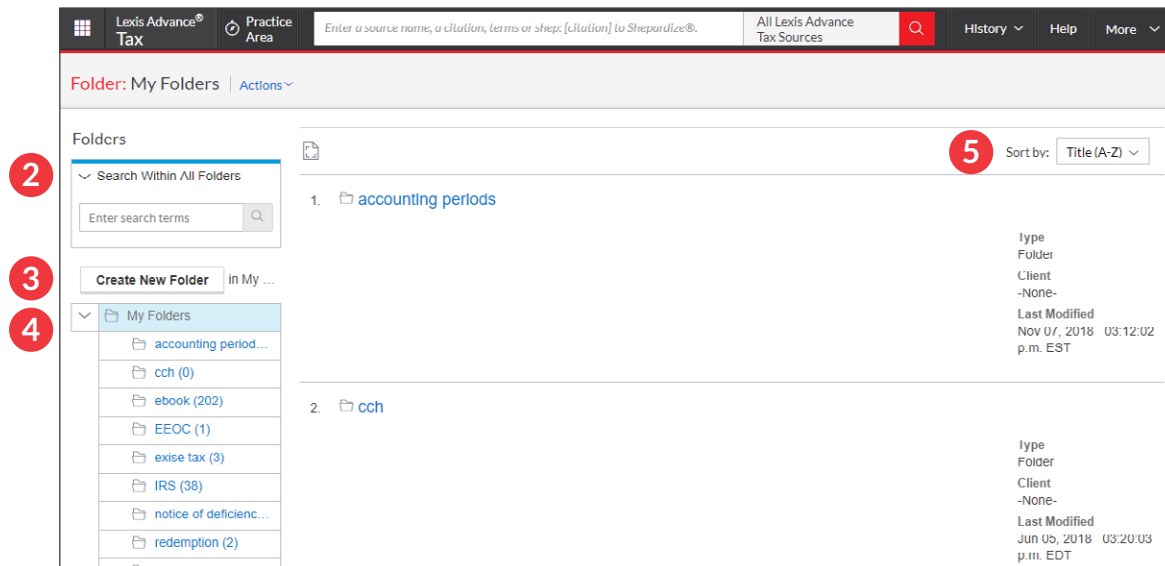 Lexis Advance®
Tax
Practice
Area
Enter a source name, a citation, terms or shep: [citation] to Shepardize®.
All Lexis Advance
Tax Sources
History
Help
More
Folder: My Folders
Actions
Folders
2
Search Within All Folders
Enter search terms
3
Create New Folder
in My ...
4
My Folders
accounting period...
cch (0)
ebook (202)
EEOC (1)
exise tax (3)
IRS (38)
notice of deficienc...
redemption (2)
5
Sort by:
Title (A-Z)
1.
accounting periods
Type
Folder
Client
-None-
Last Modified
Nov 07, 2018 03:12:02
p.m. EST
2.
cch
Type
Folder
Client
-None-
Last Modified
Jun 05, 2018 03:20:03
p.m. EDT